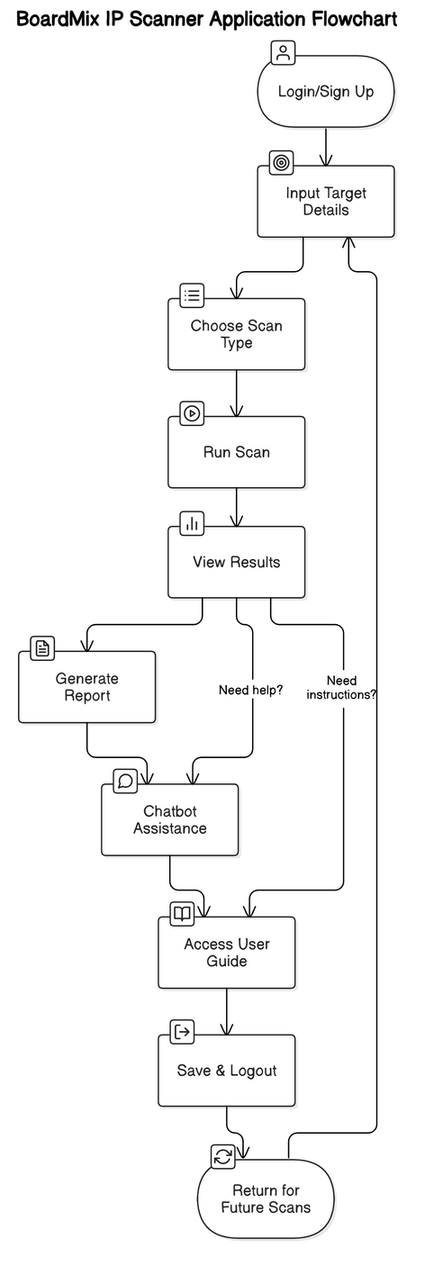 BoardMix IP Scanner Application Flowchart
Login/Sign Up
Input Target
Details
Choose Scan
Type
Run Scan
View Results
Generate
Report
Need help?
Need
instructions?
Chatbot
Assistance
Access User
Guide
Save & Logout
Return for
Future Scans